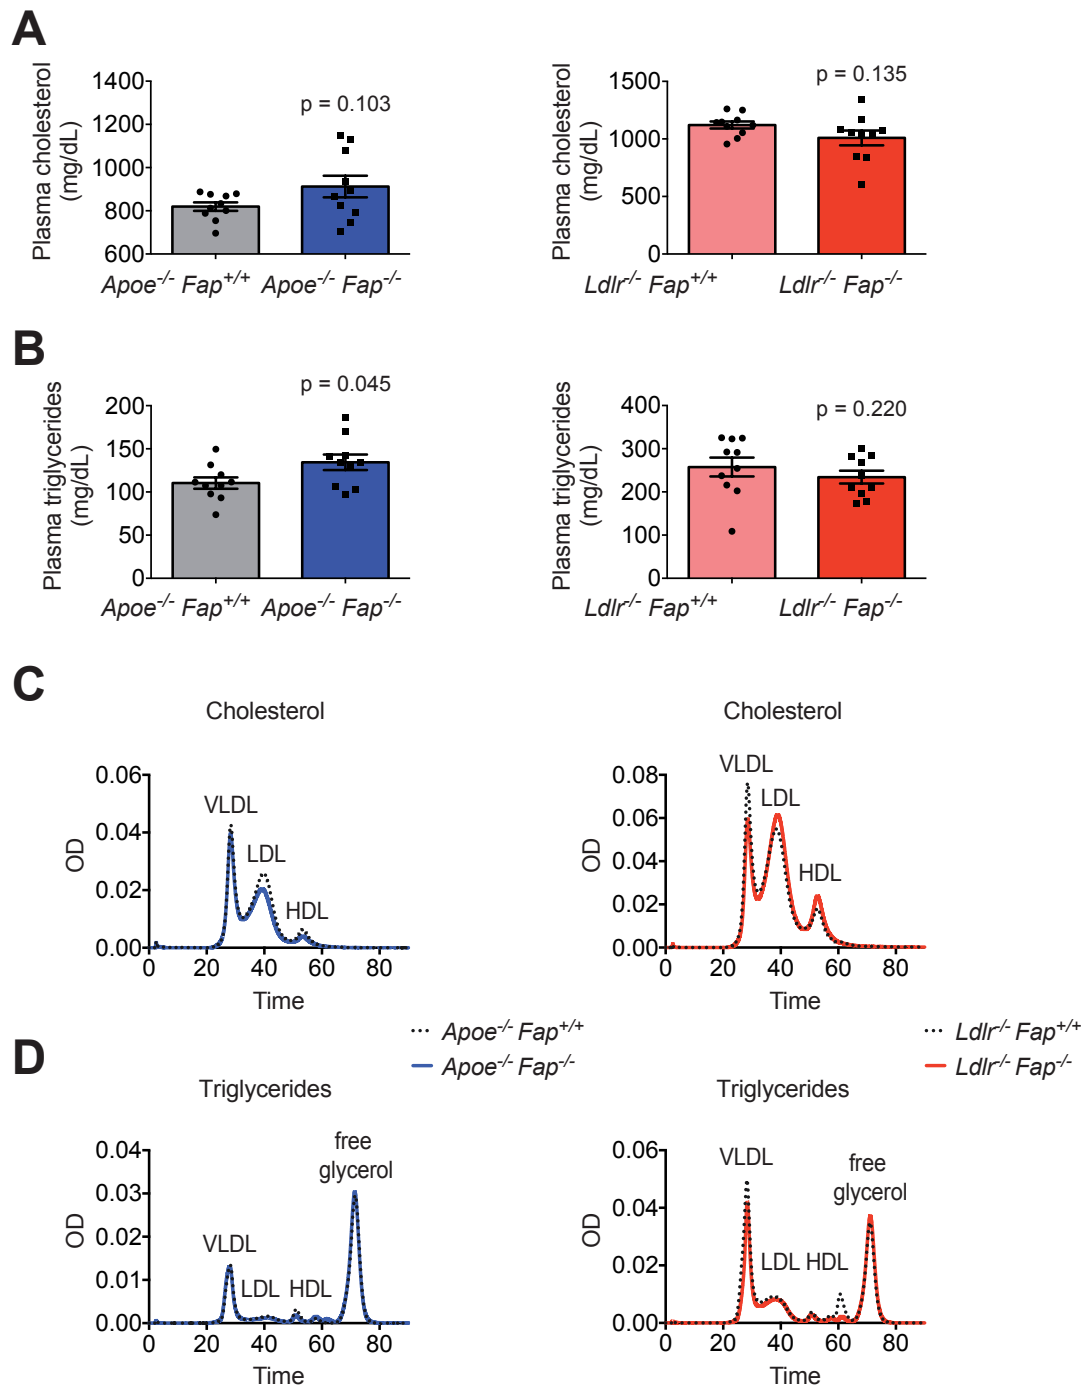 A
Plasma cholesterol
(mg/dL)
1400
1200
1000
800
600
p = 0.103
Apoe-/- Fap+/+
Apoe-/- Fap-/-
Plasma cholesterol
(mg/dL)
1500
1000
500
0
p = 0.135
Ldlr-/- Fap+/+
Ldlr-/- Fap-/-
B
Plasma triglycerides
(mg/dL)
200
150
100
50
0
p = 0.045
Apoe-/- Fap+/+
Apoe-/- Fap-/-
Plasma triglycerides
(mg/dL)
400
300
200
100
0
p = 0.220
Ldlr-/- Fap+/+
Ldlr-/- Fap-/-
C
Cholesterol
OD
0.06
0.04
0.02
0.00
VLDL
LDL
HDL
0 20 40 60 80
Time
Apoe-/- Fap+/+
Apoe-/- Fap-/-
Cholesterol
OD
0.08
0.06
0.04
0.02
0.00
VLDL
LDL
HDL
0 20 40 60 80
Time
Ldlr-/- Fap+/+
Ldlr-/- Fap-/-
D
Triglycerides
OD
0.04
0.03
0.02
0.01
0.00
VLDL
LDL
HDL
free
glycerol
0 20 40 60 80
Time
Triglycerides
OD
0.06
0.04
0.02
0.00
VLDL
LDL
HDL
free
glycerol
0 20 40 60 80
Time